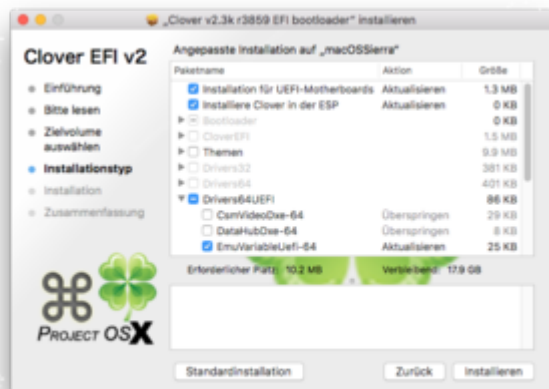 „Clover v2.3k r3859 EFI bootloader" installieren
Clover EFI v2
Einführung
Bitte lesen
Zielvolume
auswählen
Installationstyp
Installation
Zusammenfassung
PROJECT OSX
Angepasste Installation auf „macOSSierra"
Paketname Aktion Größe
Installation für UEFI-Motherboards Aktualisieren 1.3 MB
Installiere Clover in der ESP Aktualisieren 0 KB
Bootloader 0 KB
CloverEFI 1.5 MB
Themen 9.9 MB
Drivers32 381 KB
Drivers64 401 KB
Drivers64UEFI 86 KB
CsmVideoDxe-64 Überspringen 29 KB
DataHubDxe-64 Überspringen 8 KB
EmuVariableUefi-64 Aktualisieren 25 KB
Erforderlicher Platz: 10.2 MB Verbleibend: 17.9 GB
Standardinstallation Zurück Installieren